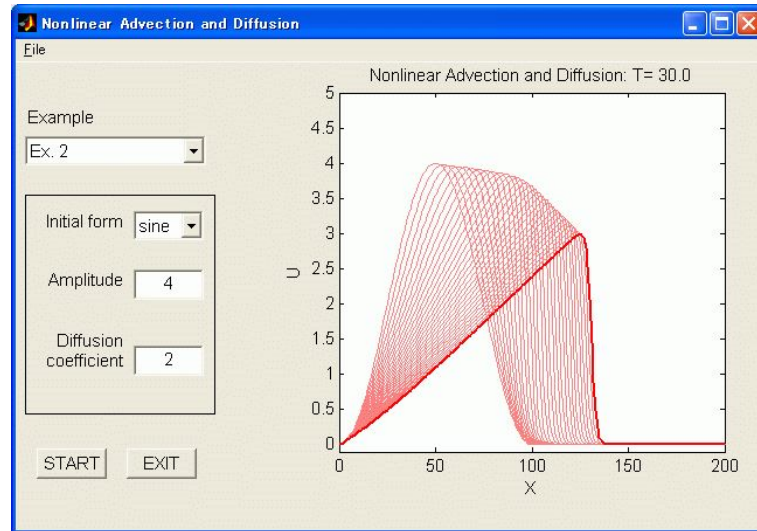 Nonlinear Advection and Diffusion
File
Example
Ex. 2
Initial form
sine
Amplitude
4
Diffusion
coefficient
2
START
EXIT
Nonlinear Advection and Diffusion: T= 30.0
5
4.5
4
3.5
3
2.5
2
1.5
1
0.5
0
U
0
50
100
150
200
X